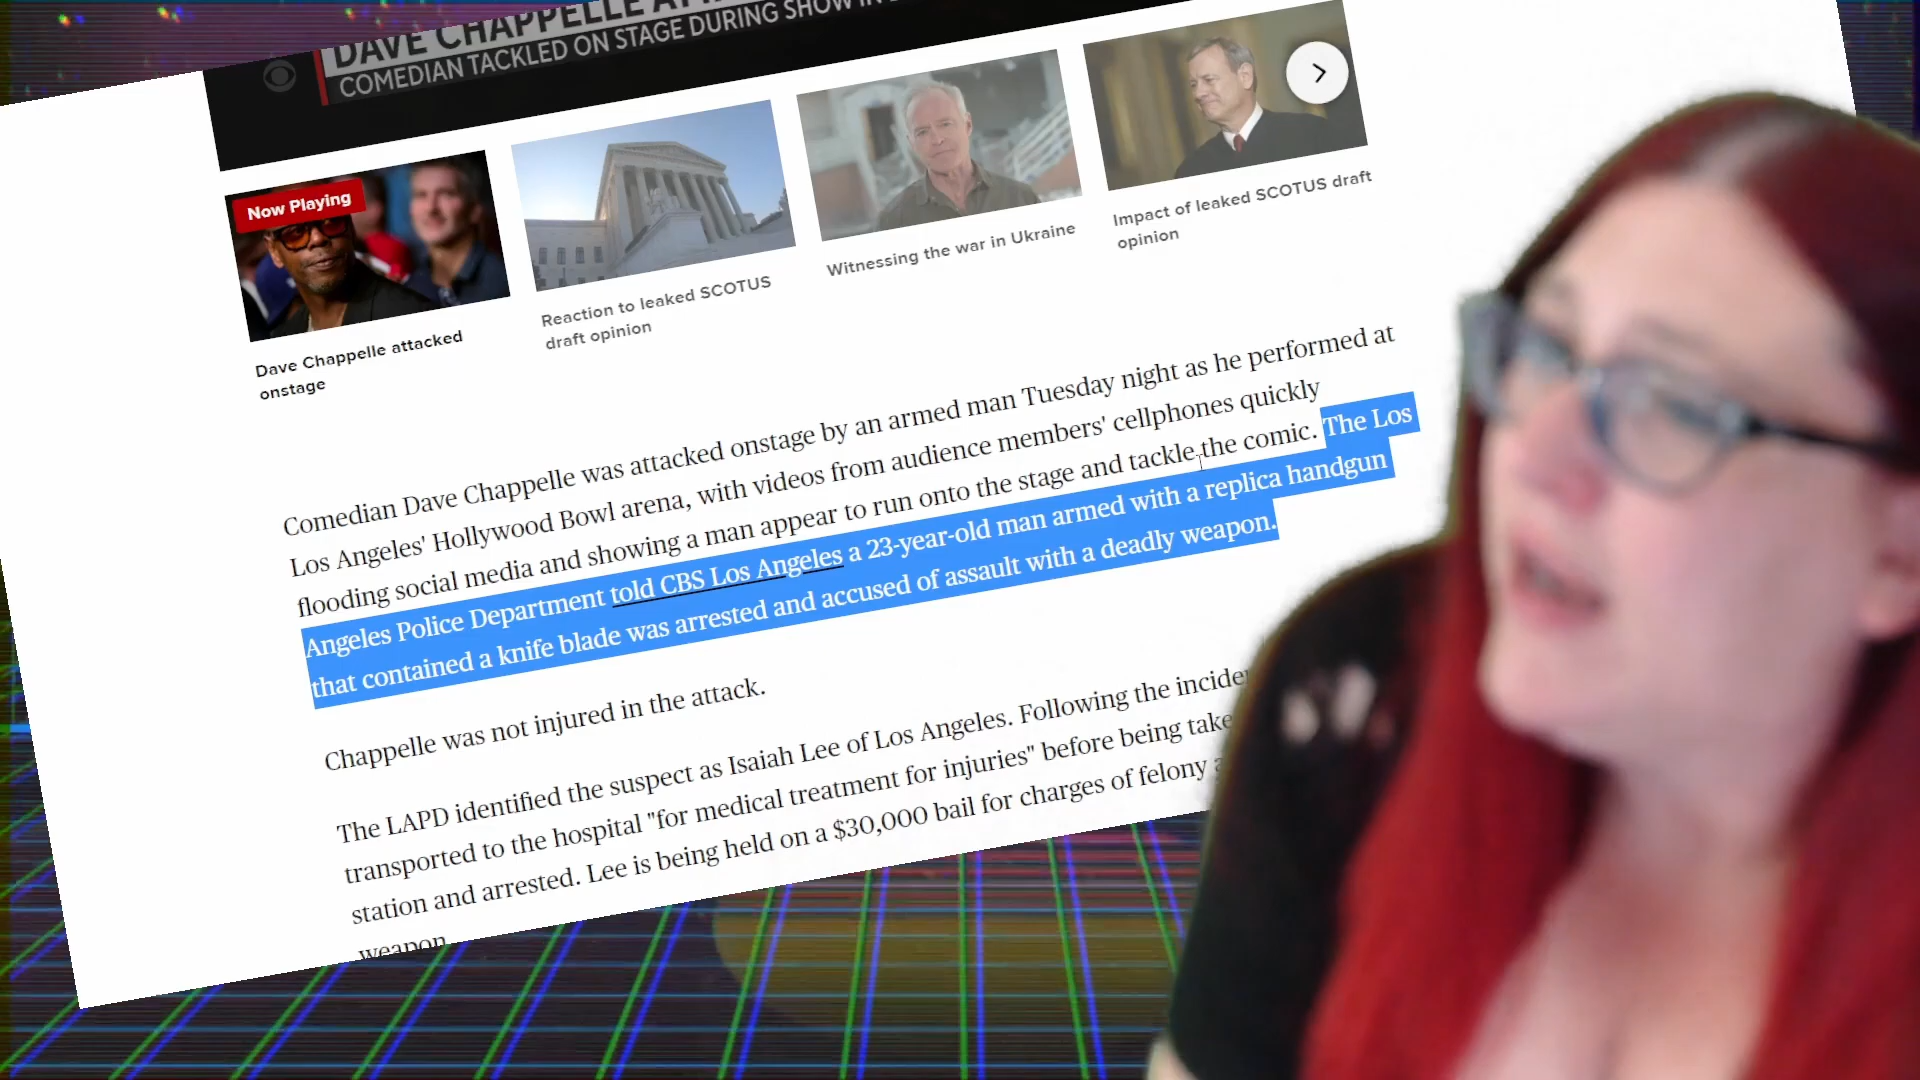 DAVE CHAPPELLE
COMEDIAN TACKLED ON STAGE DURING SHOW IN
Now Playing
Dave Chappelle attacked
onstage
Reaction to leaked SCOTUS
draft opinion
Witnessing the war in Ukraine
Impact of leaked SCOTUS draft
opinion
Comedian Dave Chappelle was attacked onstage by an armed man Tuesday night as he performed at
Los Angeles' Hollywood Bowl arena, with videos from audience members' cellphones quickly
flooding social media and showing a man appear to run onto the stage and tackle the comic. The Los
Angeles Police Department told CBS Los Angeles a 23-year-old man armed with a replica handgun
that contained a knife blade was arrested and accused of assault with a deadly weapon.
Chappelle was not injured in the attack.
The LAPD identified the suspect as Isaiah Lee of Los Angeles. Following the
transported to the hospital "for medical treatment for injuries" before being
station and arrested. Lee is being held on a $30,000 bail for charges of felony
weapon